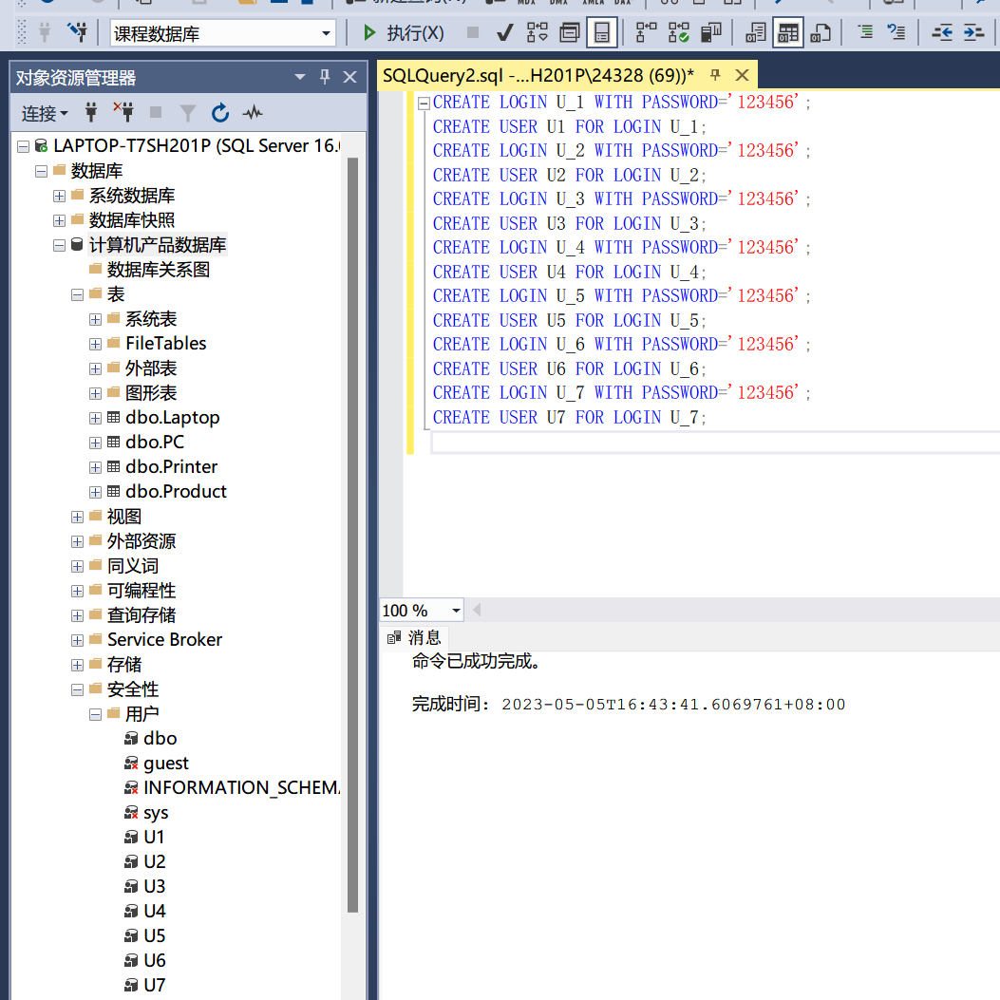 MDX DMX XMLA DAX
课程数据库
执行(X)
对象资源管理器
连接
LAPTOP-T7SH201P (SQL Server 16.
数据库
系统数据库
数据库快照
计算机产品数据库
数据库关系图
表
系统表
FileTables
外部表
图形表
dbo.Laptop
dbo.PC
dbo.Printer
dbo.Product
视图
外部资源
同义词
可编程性
查询存储
Service Broker
存储
安全性
用户
dbo
guest
INFORMATION_SCHEMA
sys
U1
U2
U3
U4
U5
U6
U7
SQLQuery2.sql -...H201P\24328 (69))*
CREATE LOGIN U_1 WITH PASSWORD='123456';
CREATE USER U1 FOR LOGIN U_1;
CREATE LOGIN U_2 WITH PASSWORD='123456';
CREATE USER U2 FOR LOGIN U_2;
CREATE LOGIN U_3 WITH PASSWORD='123456';
CREATE USER U3 FOR LOGIN U_3;
CREATE LOGIN U_4 WITH PASSWORD='123456';
CREATE USER U4 FOR LOGIN U_4;
CREATE LOGIN U_5 WITH PASSWORD='123456';
CREATE USER U5 FOR LOGIN U_5;
CREATE LOGIN U_6 WITH PASSWORD='123456';
CREATE USER U6 FOR LOGIN U_6;
CREATE LOGIN U_7 WITH PASSWORD='123456';
CREATE USER U7 FOR LOGIN U_7;
100 %
消息
命令已成功完成。
完成时间: 2023-05-05T16:43:41.6069761+08:00